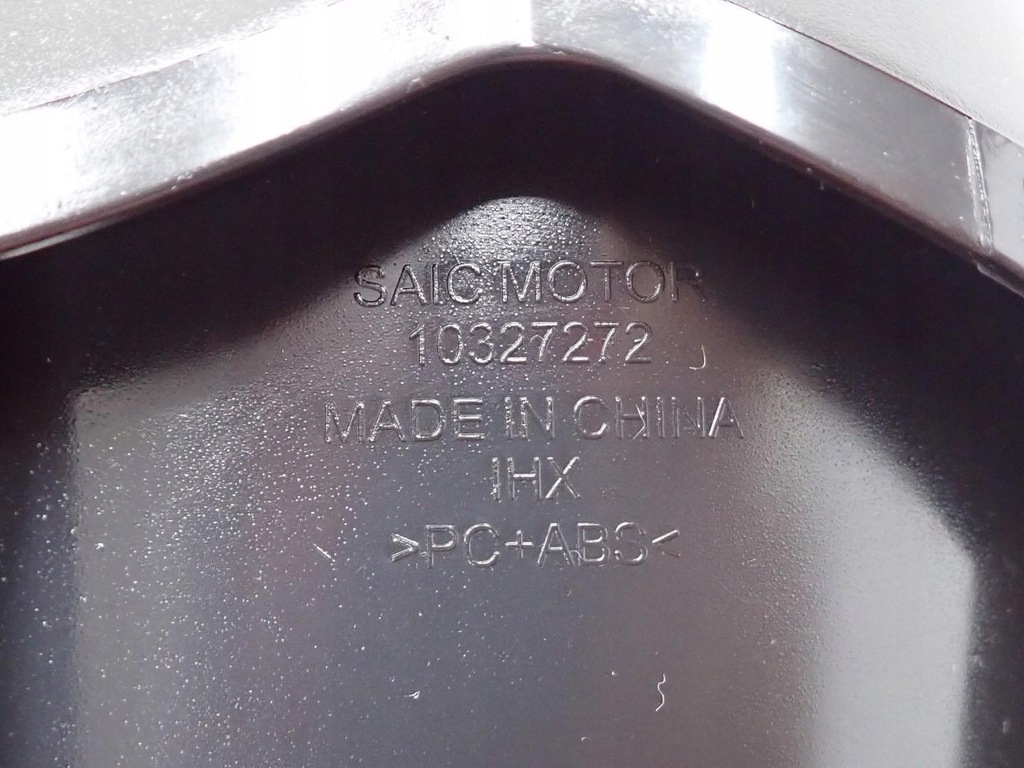 SAIC MOTOR
10327272
MADE IN CHINA
IHX
>PC+ABS<